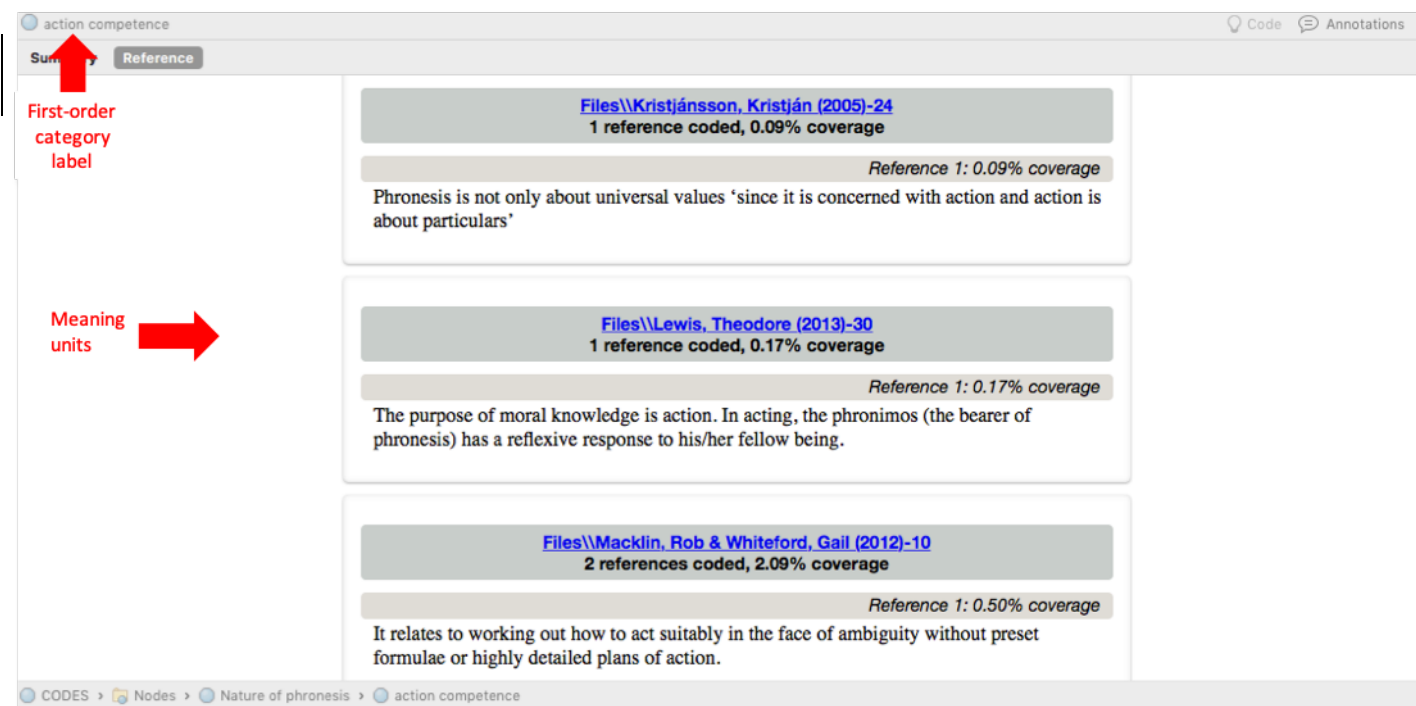 action competence
Code
Annotations
Summary
Reference
First-order
category
label
Files\\Kristjánsson, Kristján (2005)-24
1 reference coded, 0.09% coverage
Reference 1: 0.09% coverage
Phronesis is not only about universal values ‘since it is concerned with action and action is
about particulars’
Meaning
units
Files\\Lewis, Theodore (2013)-30
1 reference coded, 0.17% coverage
Reference 1: 0.17% coverage
The purpose of moral knowledge is action. In acting, the phronimos (the bearer of
phronesis) has a reflexive response to his/her fellow being.
Files\\Macklin, Rob & Whiteford, Gail (2012)-10
2 references coded, 2.09% coverage
Reference 1: 0.50% coverage
It relates to working out how to act suitably in the face of ambiguity without preset
formulae or highly detailed plans of action.
CODES › Nodes › Nature of phronesis › action competence